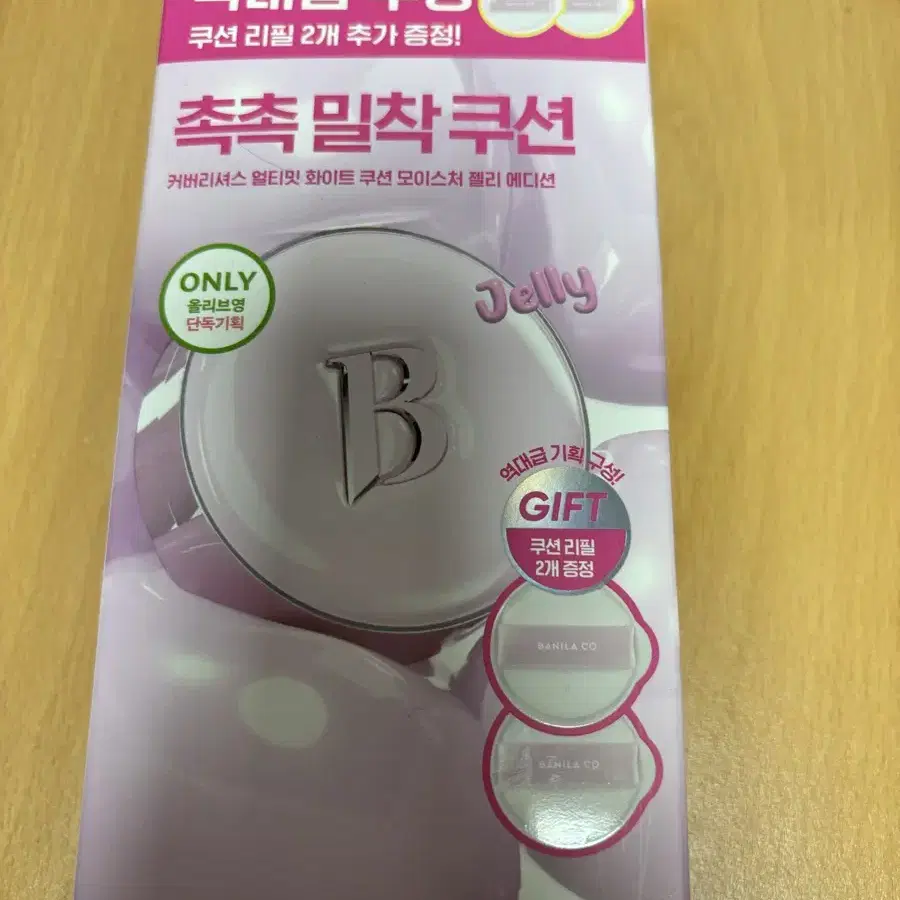 쿠션 리필 2개 추가 증정!
촉촉 밀착 쿠션
커버리셔스 얼티밋 화이트 쿠션 모이스처 젤리 에디션
ONLY
올리브영
단독기획
Jelly
B
역대급 기획 구성!
GIFT
쿠션 리필
2개 증정
BANILA CO
BANILA CO